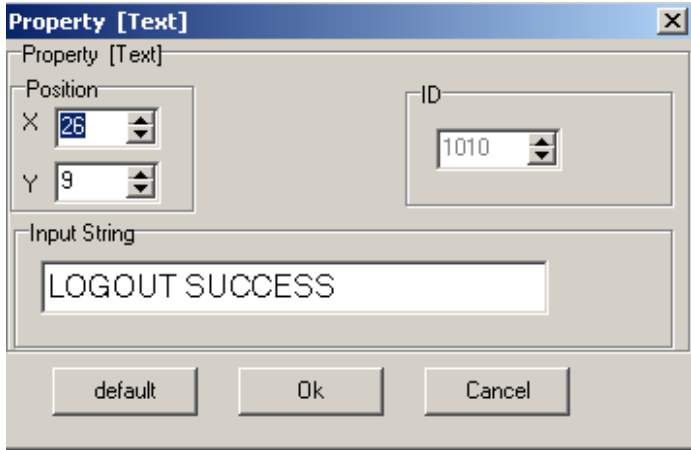 Property [Text]
Property [Text]
Position
X 26
Y 9
ID
1010
Input String
LOGOUT SUCCESS
default Ok Cancel